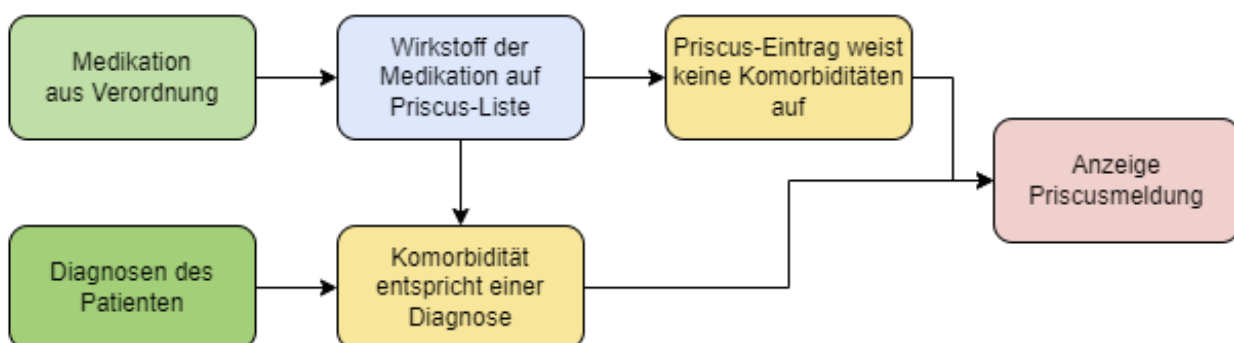 Medikation
aus Verordnung
Wirkstoff der
Medikation auf
Priscus-Liste
Priscus-Eintrag weist
keine Komorbiditäten
auf
Anzeige
Priscusmeldung
Diagnosen des
Patienten
Komorbidität
entspricht einer
Diagnose